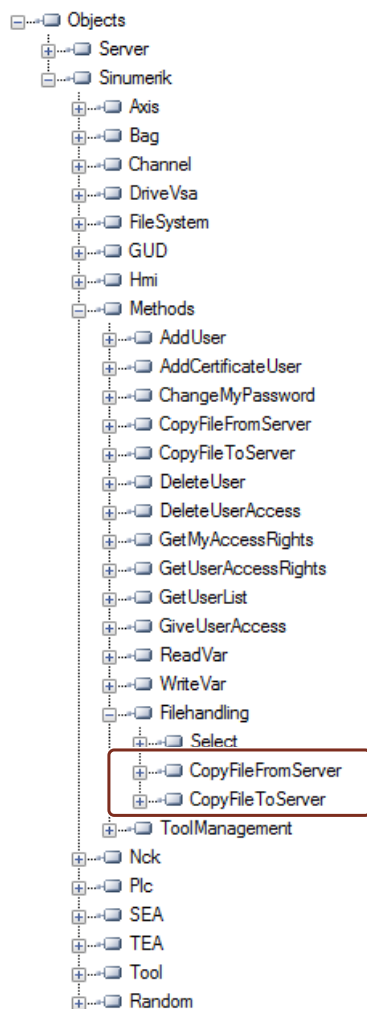 Objects
Server
Sinumerik
Axis
Bag
Channel
DriveVsa
FileSystem
GUD
Hmi
Methods
AddUser
AddCertificateUser
ChangeMyPassword
CopyFileFromServer
CopyFileToServer
DeleteUser
DeleteUserAccess
GetMyAccessRights
GetUserAccessRights
GetUserList
GiveUserAccess
ReadVar
WriteVar
Filehandling
Select
CopyFileFromServer
CopyFileToServer
ToolManagement
Nck
Plc
SEA
TEA
Tool
Random